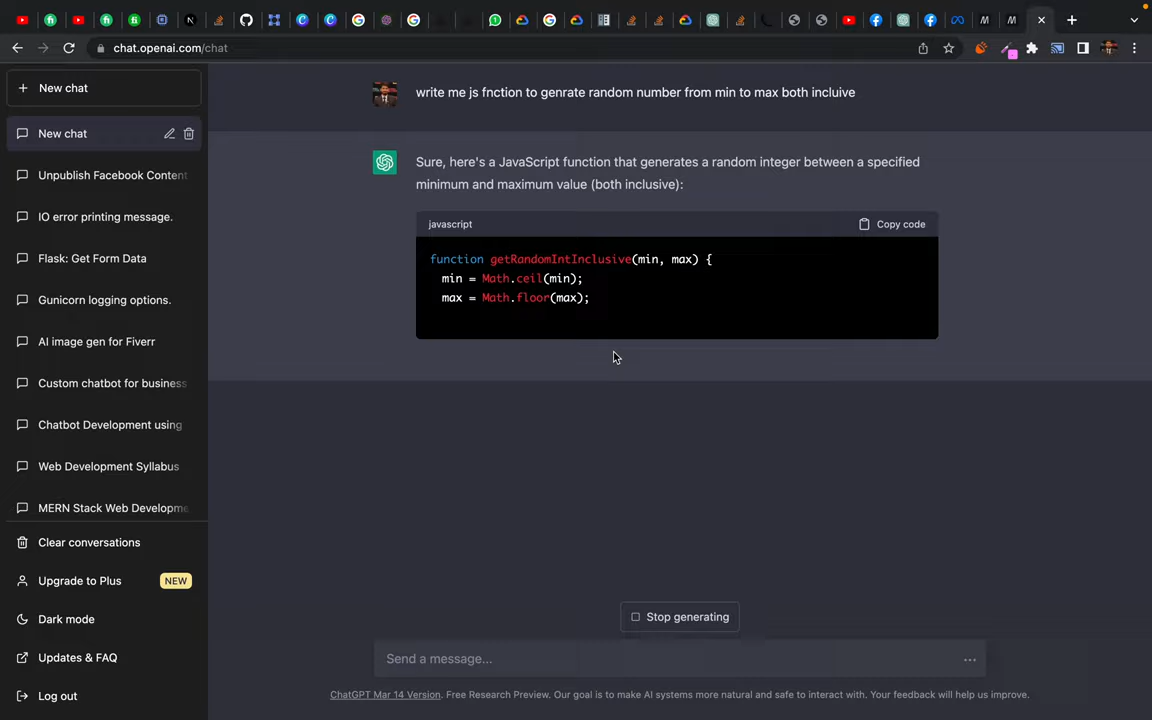 chat.openai.com/chat
New chat
New chat
Unpublish Facebook Content
IO error printing message.
Flask: Get Form Data
Gunicorn logging options.
AI image gen for Fiverr
Custom chatbot for business
Chatbot Development using
Web Development Syllabus
MERN Stack Web Developme
Clear conversations
Upgrade to Plus NEW
Dark mode
Updates & FAQ
Log out
write me js fnction to genrate random number from min to max both incluive
Sure, here's a JavaScript function that generates a random integer between a specified
minimum and maximum value (both inclusive):
javascript Copy code
function getRandomIntInclusive(min, max) {
min = Math.ceil(min);
max = Math.floor(max);
Stop generating
Send a message...
ChatGPT Mar 14 Version. Free Research Preview. Our goal is to make AI systems more natural and safe to interact with. Your feedback will help us improve.